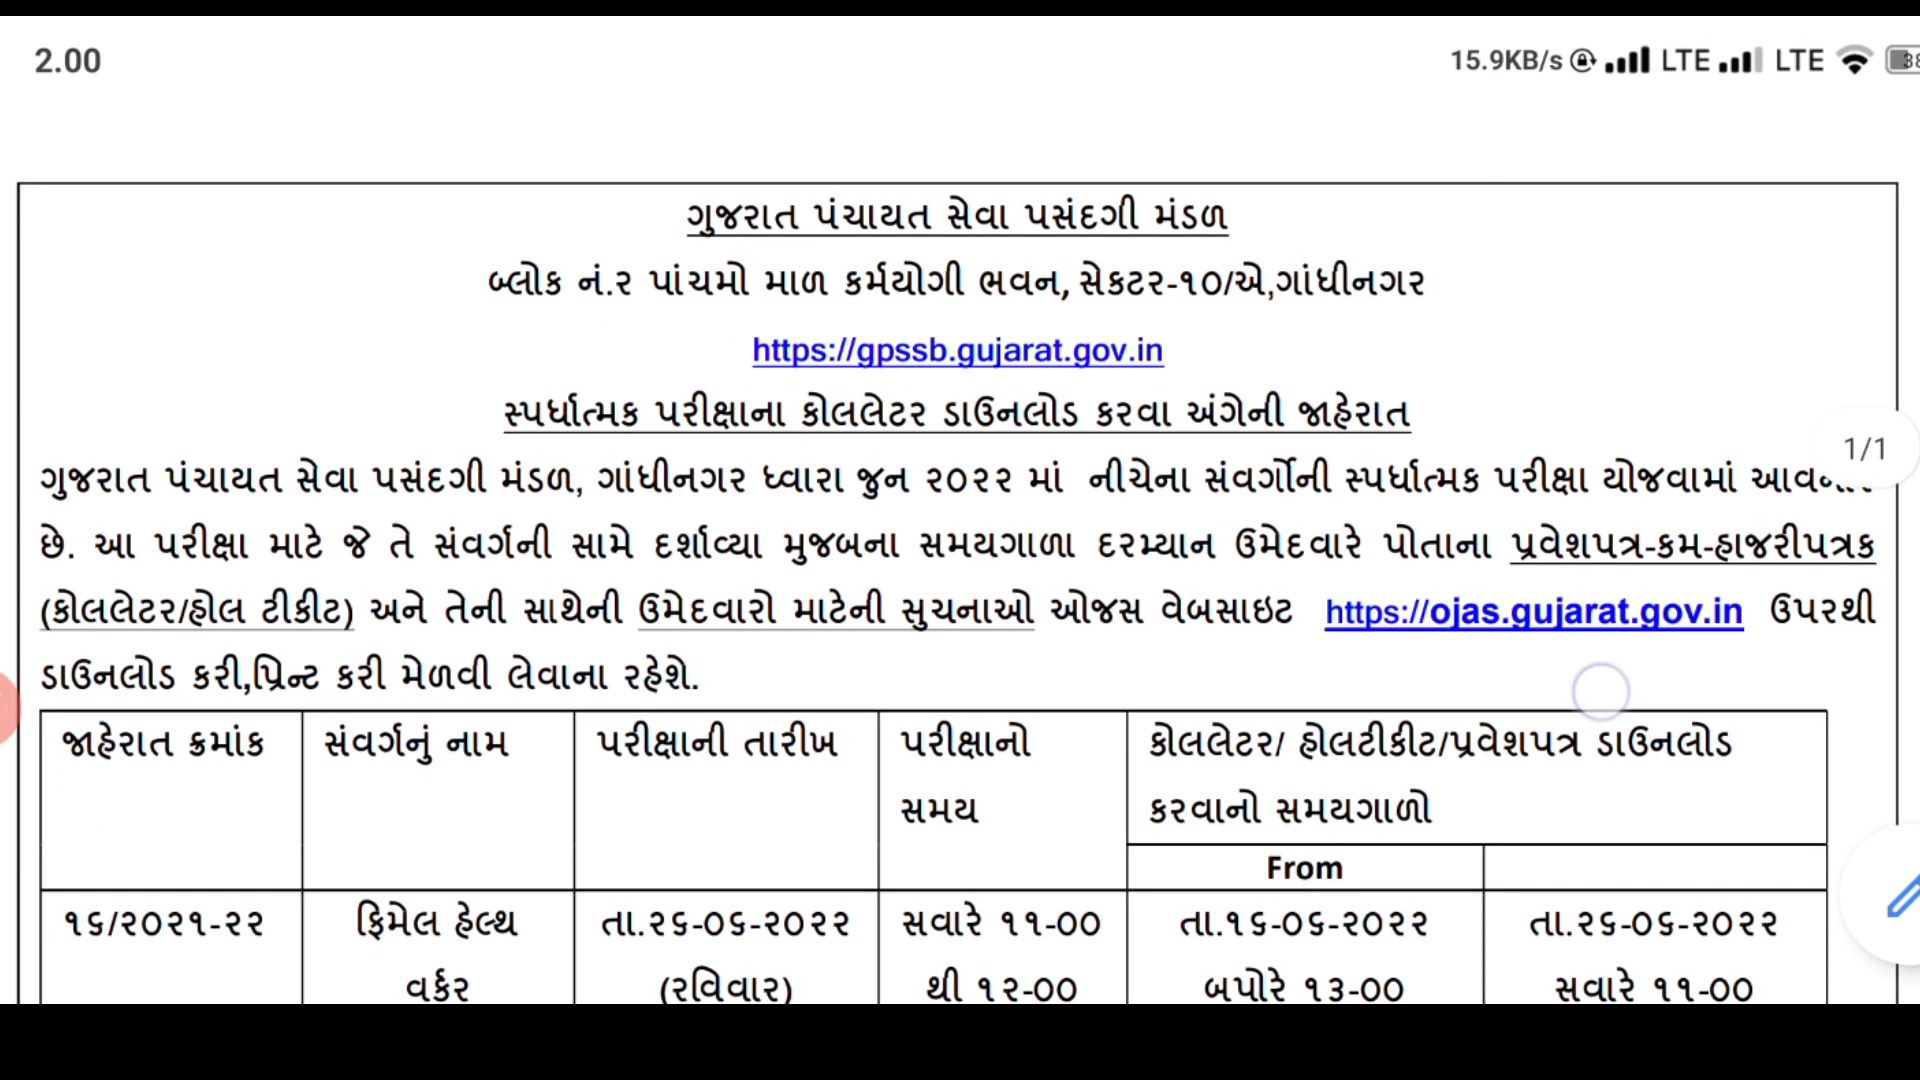 2.00
15.9KB/s LTE LTE 38
ગુજરાત પંચાયત સેવા પસંદગી મંડળ
બ્લોક નં.૨ પાંચમો માળ કર્મયોગી ભવન, સેકટર-૧૦/એ,ગાંધીનગર
https://gpssb.gujarat.gov.in
સ્પર્ધાત્મક પરીક્ષાના કોલલેટર ડાઉનલોડ કરવા અંગેની જાહેરાત
1/1
ગુજરાત પંચાયત સેવા પસંદગી મંડળ, ગાંધીનગર ધ્વારા જુન ૨૦૨૨ માં નીચેના સંવર્ગોની સ્પર્ધાત્મક પરીક્ષા યોજવામાં
છે. આ પરીક્ષા માટે જે તે સંવર્ગની સામે દર્શાવ્યા મુજબના સમયગાળા દરમ્યાન ઉમેદવારે પોતાના પ્રવેશપત્ર-કમ-હાજરીપત્રક
(કોલલેટર/હોલ ટીકીટ) અને તેની સાથેની ઉમેદવારો માટેની સુચનાઓ ઓજસ વેબસાઇટ https://ojas.gujarat.gov.in ઉપરથી
ડાઉનલોડ કરી,પ્રિન્ટ કરી મેળવી લેવાના રહેશે.
જાહેરાત ક્રમાંક સંવર્ગનું નામ પરીક્ષાની તારીખ પરીક્ષાનો કોલલેટર/ હોલટીકીટ/પ્રવેશપત્ર ડાઉનલોડ
સમય કરવાનો સમયગાળો
From
૧૬/૨૦૨૧-૨૨ ફિમેલ હેલ્થ તા.૨૬-૦૬-૨૦૨૨ સવારે ૧૧-૦૦ તા.૧૬-૦૬-૨૦૨૨ તા.૨૬-૦૬-૨૦૨૨
વર્કર (રવિવાર) થી ૧૨-૦૦ બપોરે ૧૩-૦૦ સવારે ૧૧-૦૦